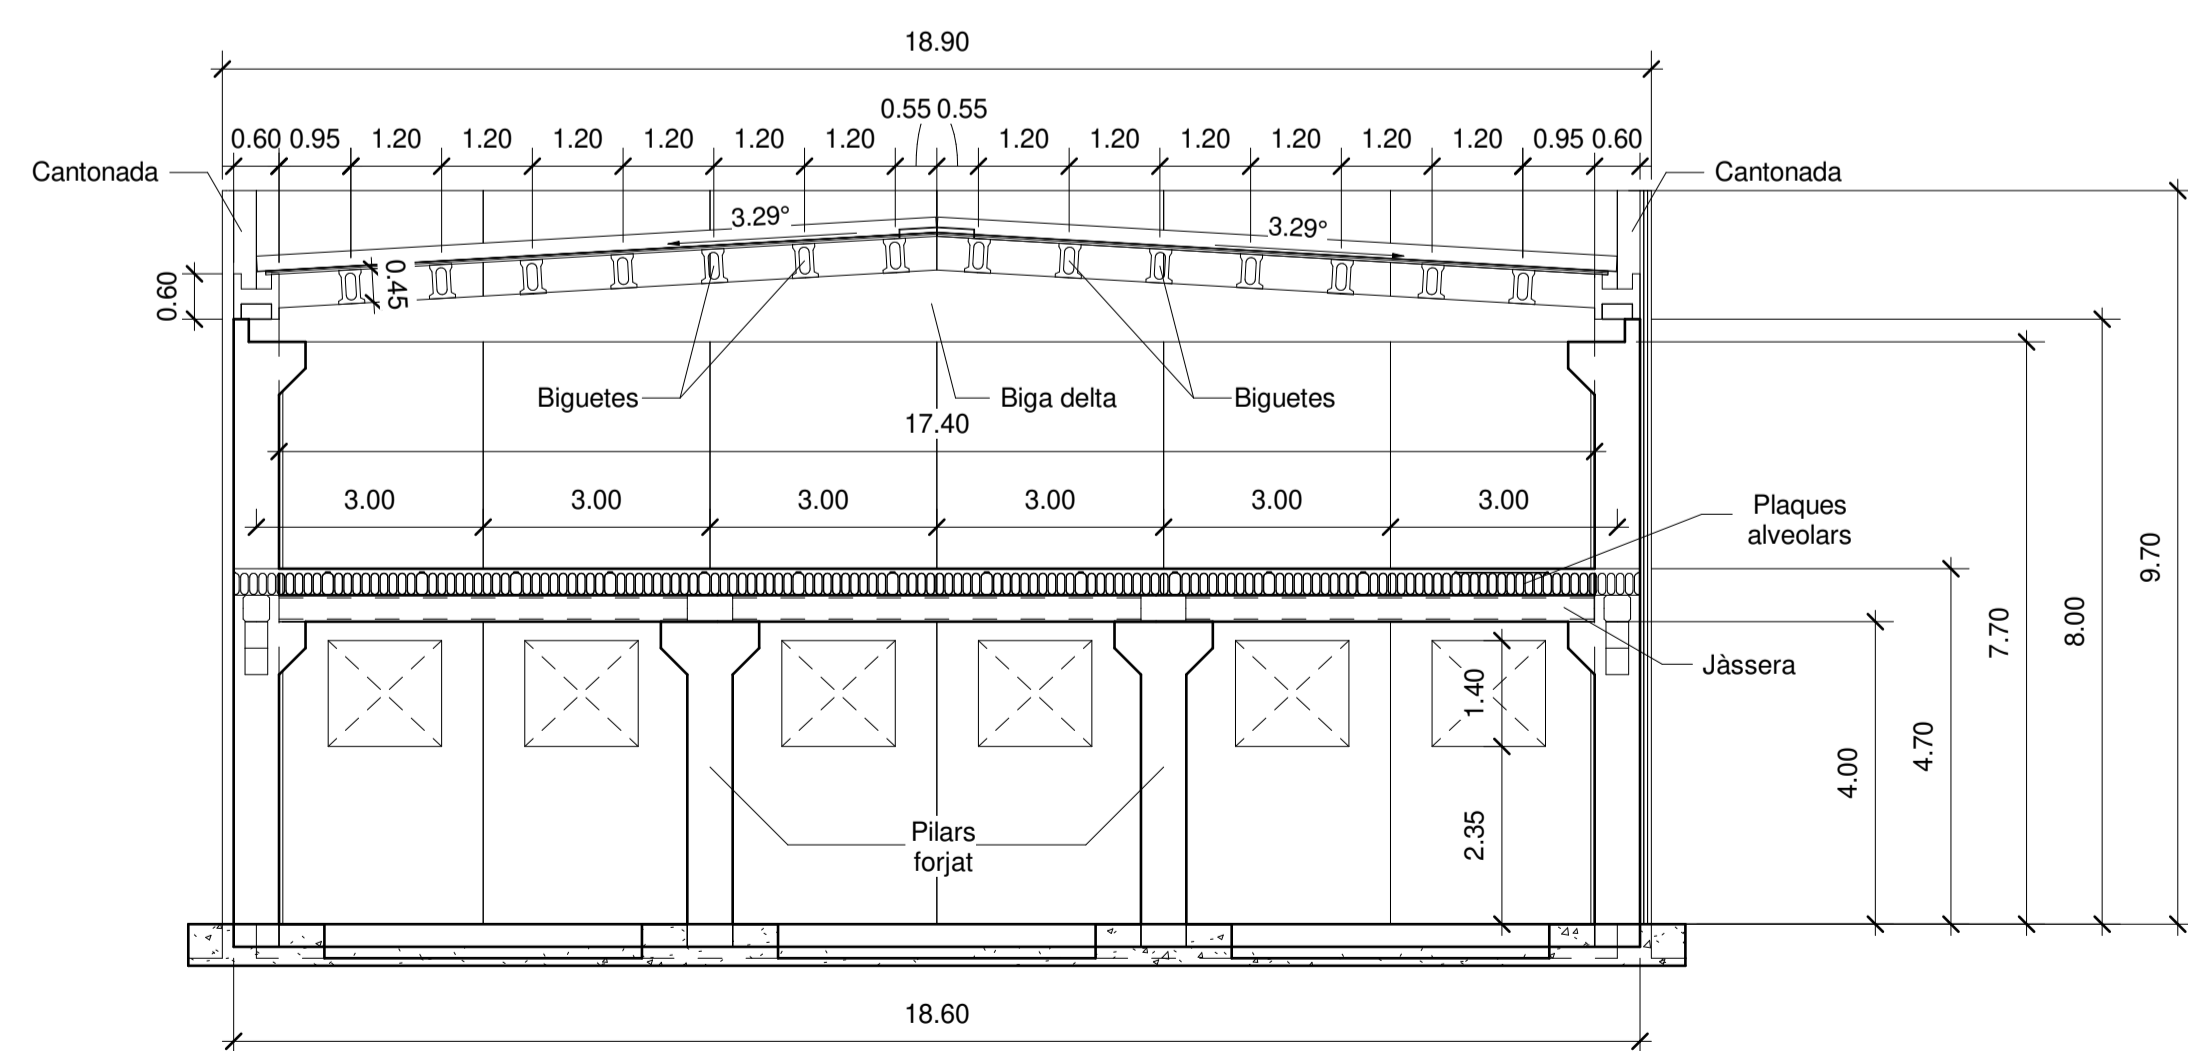 18.90
0.55 0.55
0.60 0.95 1.20 1.20 1.20 1.20 1.20 1.20 1.20 1.20 1.20 1.20 1.20 1.20 0.95 0.60
Cantonada
Cantonada
3.29°
3.29°
0.60
0.45
Biguetes
Biga delta
Biguetes
17.40
3.00 3.00 3.00 3.00 3.00 3.00
Plaques
alveolars
9.70
8.00
7.70
4.70
4.00
Jàssera
1.40
2.35
Pilars
forjat
18.60